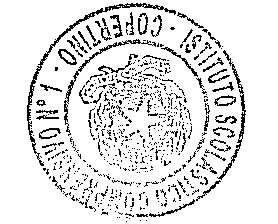 ISTITUTO SCOLASTICO COMPRENSIVO N° 1 - COPERTINO -